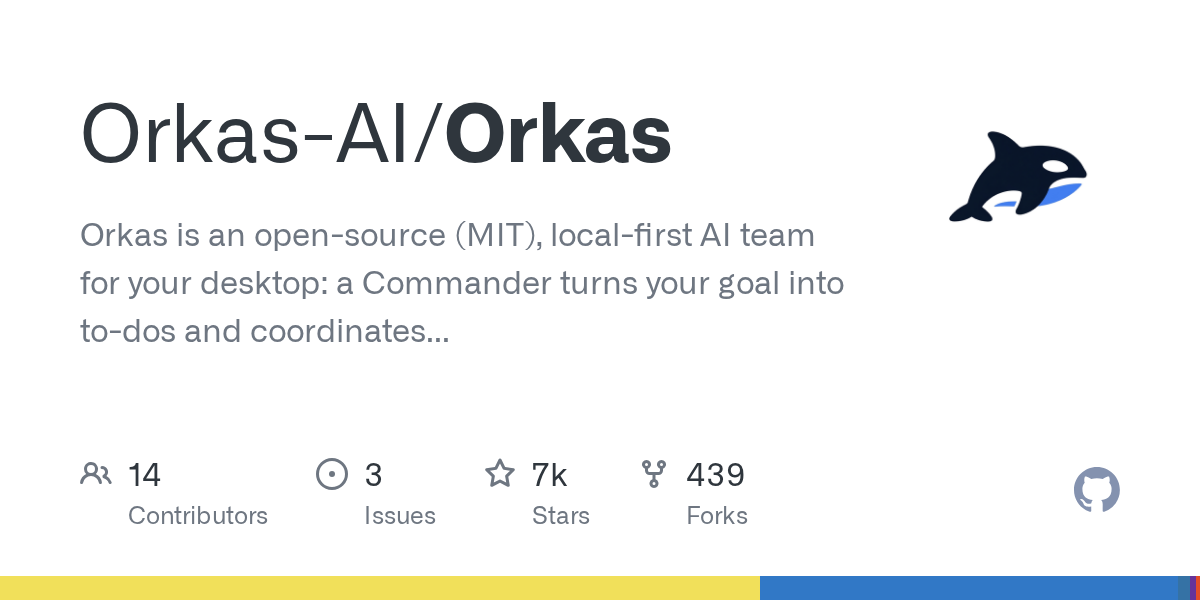 Orkas-AI/Orkas
Orkas is an open-source (MIT), local-first AI team
for your desktop: a Commander turns your goal into
to-dos and coordinates...
14 3 7k 439
Contributors Issues Stars Forks